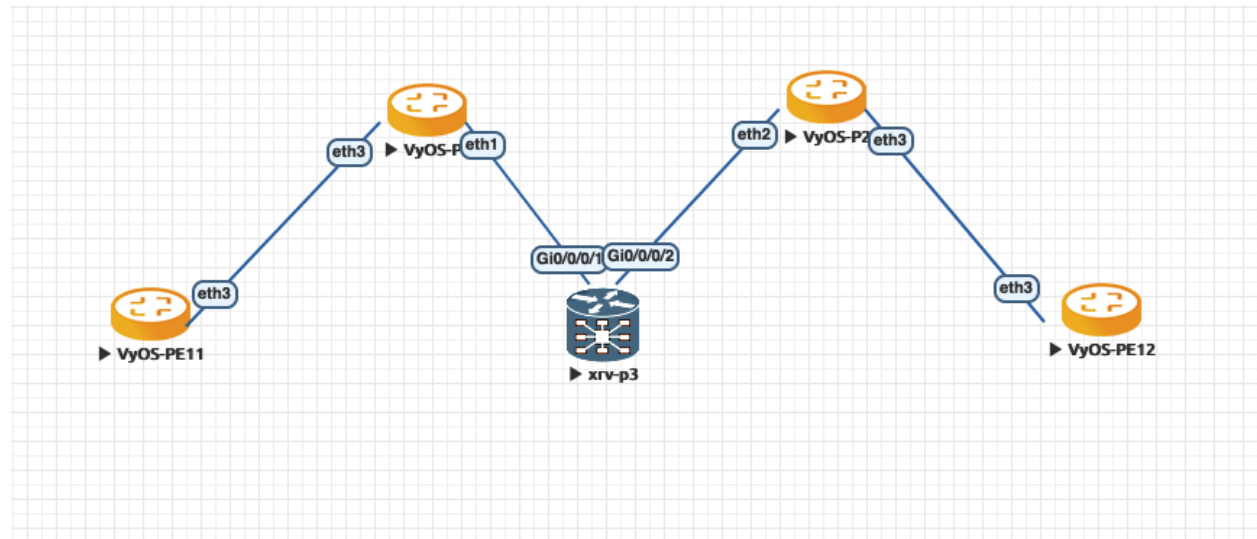 eth3
VyOS-P
eth1
eth2
VyOS-P2
eth3
Gi0/0/0/1
Gi0/0/0/2
eth3
VyOS-PE11
xrv-p3
eth3
VyOS-PE12